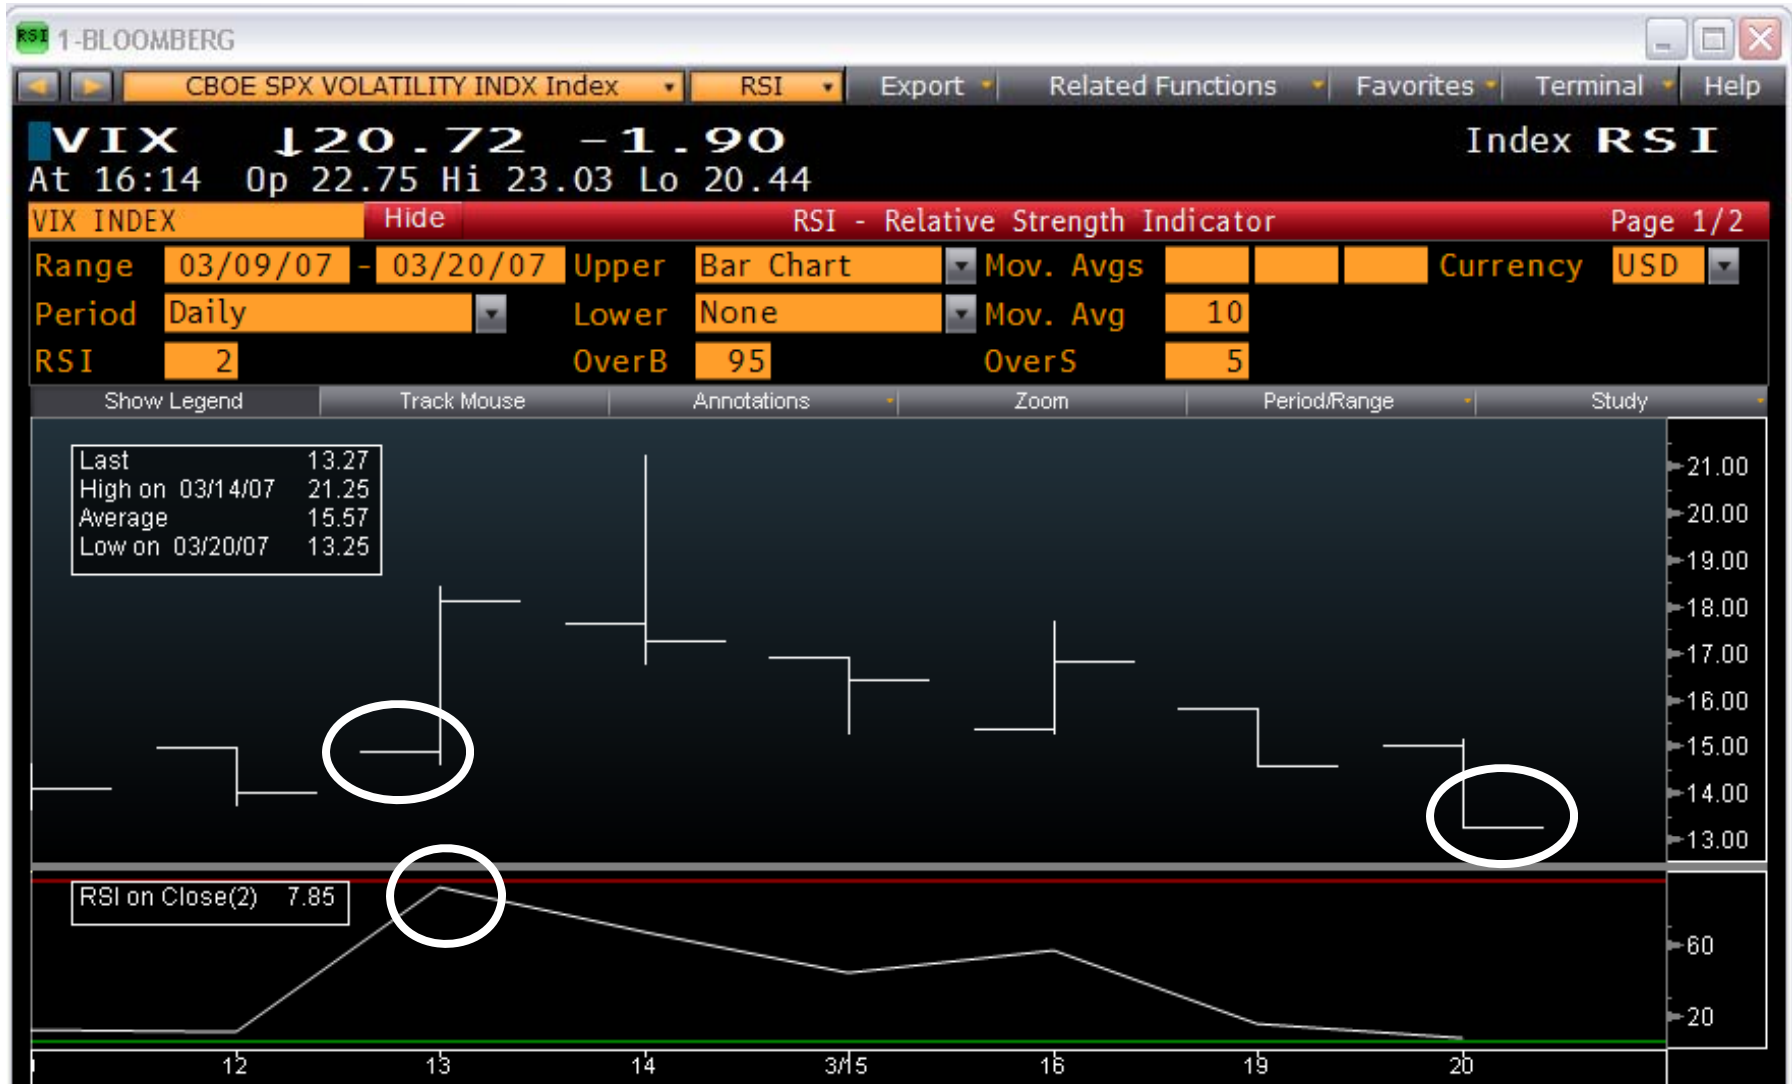 RSI 1-BLOOMBERG
CBOE SPX VOLATILITY INDX Index RSI Export Related Functions Favorites Terminal Help
VIX ↓20.72 -1.90 Index RSI
At 16:14 Op 22.75 Hi 23.03 Lo 20.44
VIX INDEX Hide RSI - Relative Strength Indicator Page 1/2
Range 03/09/07 - 03/20/07 Upper Bar Chart Mov. Avgs Currency USD
Period Daily Lower None Mov. Avg 10
RSI 2 OverB 95 OverS 5
Show Legend Track Mouse Annotations Zoom Period/Range Study
Last 13.27
High on 03/14/07 21.25
Average 15.57
Low on 03/20/07 13.25
21.00
20.00
19.00
18.00
17.00
16.00
15.00
14.00
13.00
RSI on Close(2) 7.85
60
20
12 13 14 3/15 16 19 20